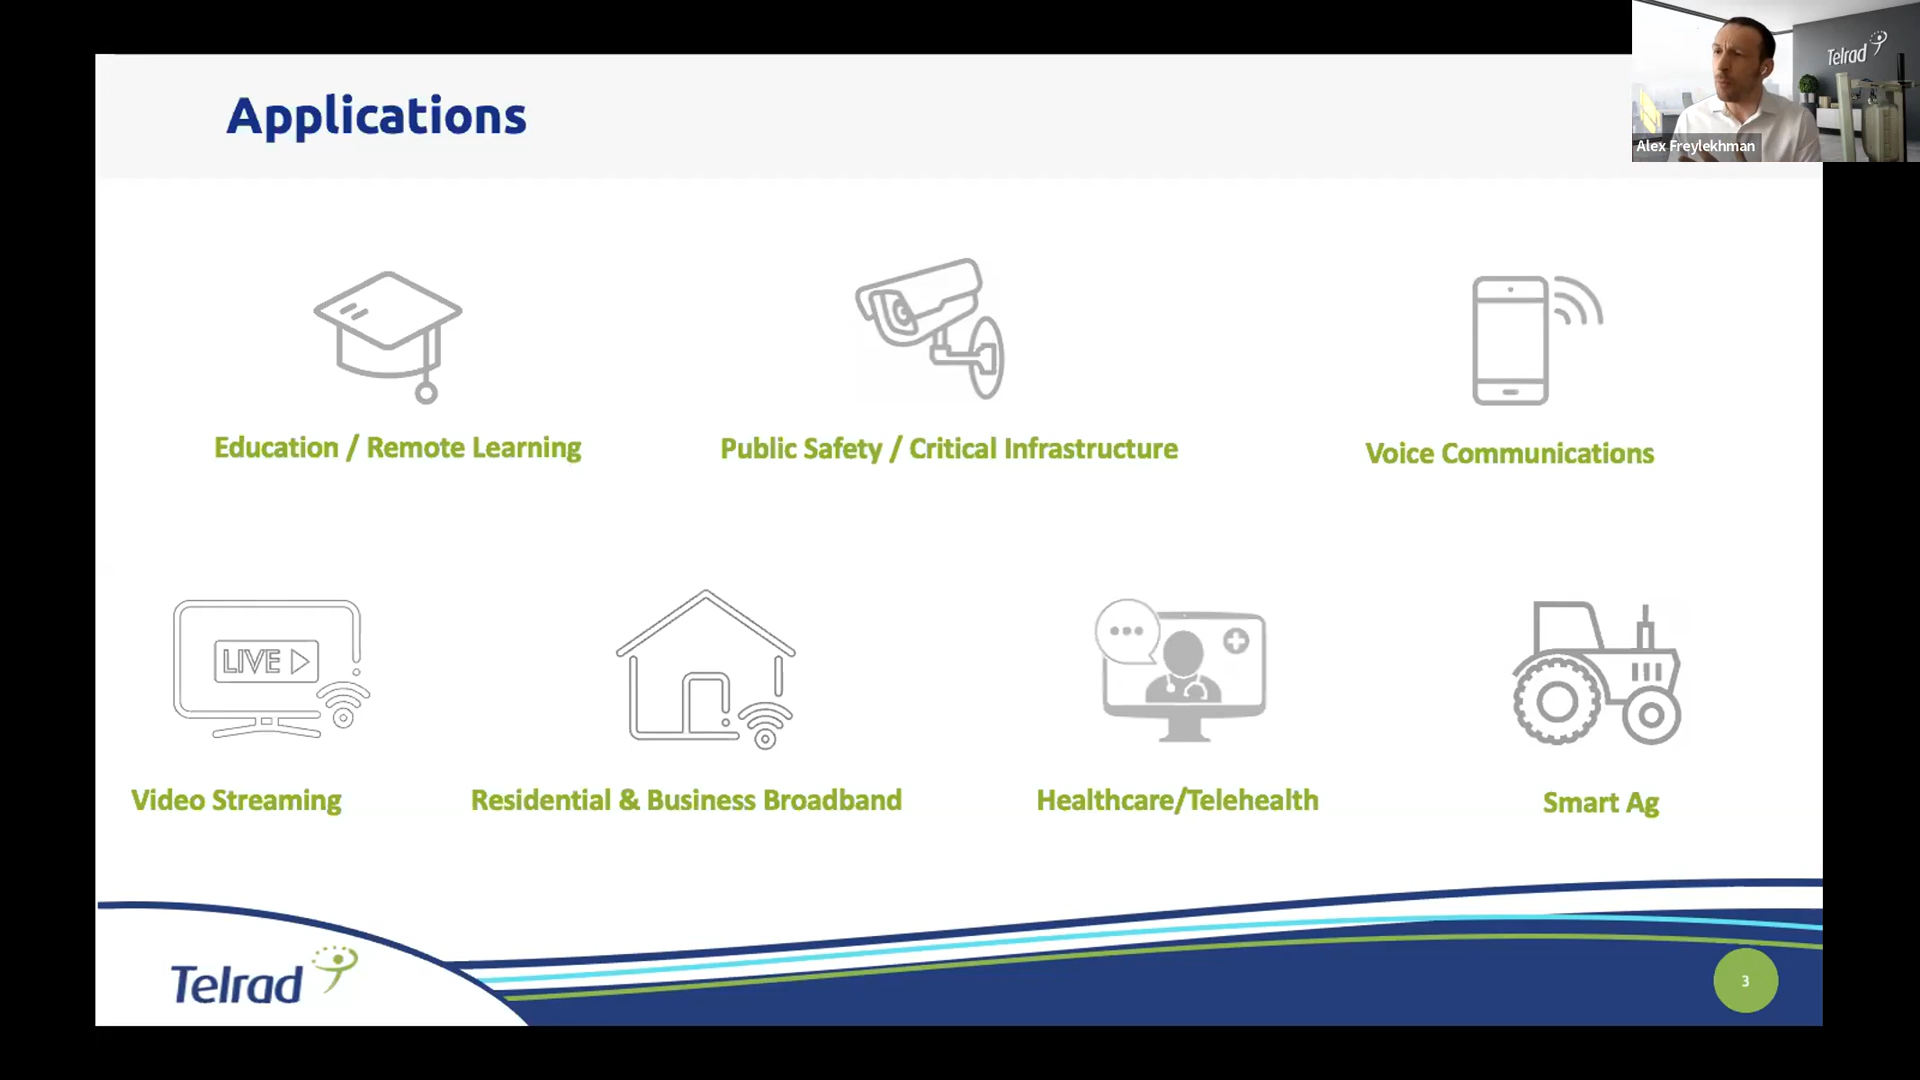 Applications
Telrad
Alex Freylekhman
Education / Remote Learning
Public Safety / Critical Infrastructure
Voice Communications
LIVE
Video Streaming
Residential & Business Broadband
Healthcare/Telehealth
Smart Ag
Telrad
3